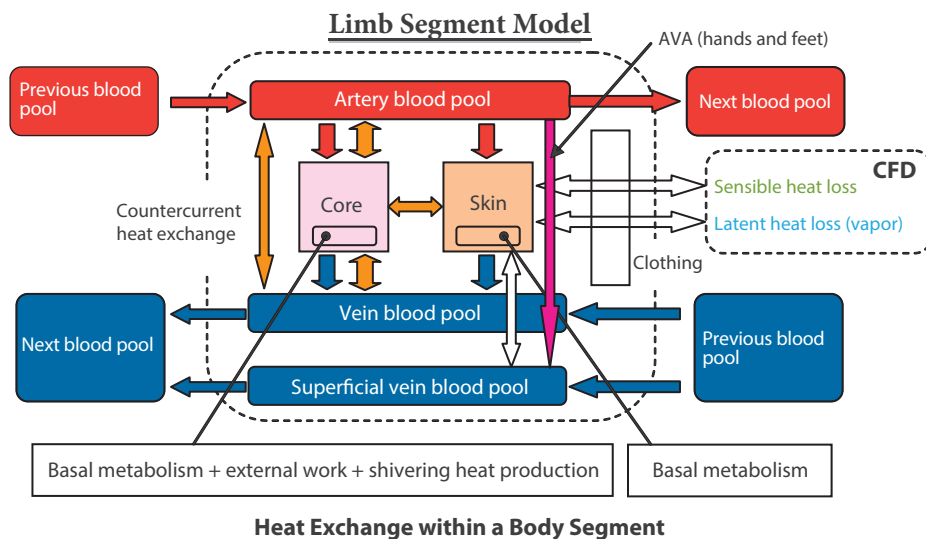 Limb Segment Model
AVA (hands and feet)
Previous blood
pool
Artery blood pool
Next blood pool
CFD
Core
Skin
Sensible heat loss
Countercurrent
heat exchange
Latent heat loss (vapor)
Clothing
Vein blood pool
Next blood pool
Previous blood
pool
Superficial vein blood pool
Basal metabolism + external work + shivering heat production
Basal metabolism
Heat Exchange within a Body Segment